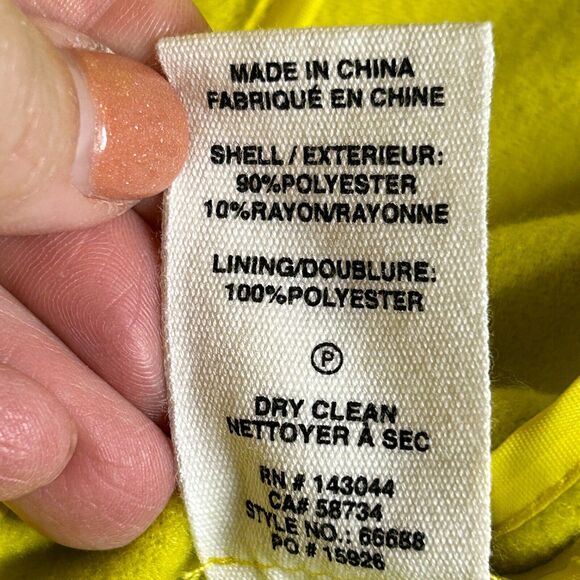 MADE IN CHINA
FABRIQUÉ EN CHINE
SHELL / EXTERIEUR:
90%POLYESTER
10%RAYON/RAYONNE
LINING/DOUBLURE:
100%POLYESTER
P
DRY CLEAN
NETTOYER À SEC
RN # 143044
CA# 58734
STYLE NO.: 66688
PO # 15926